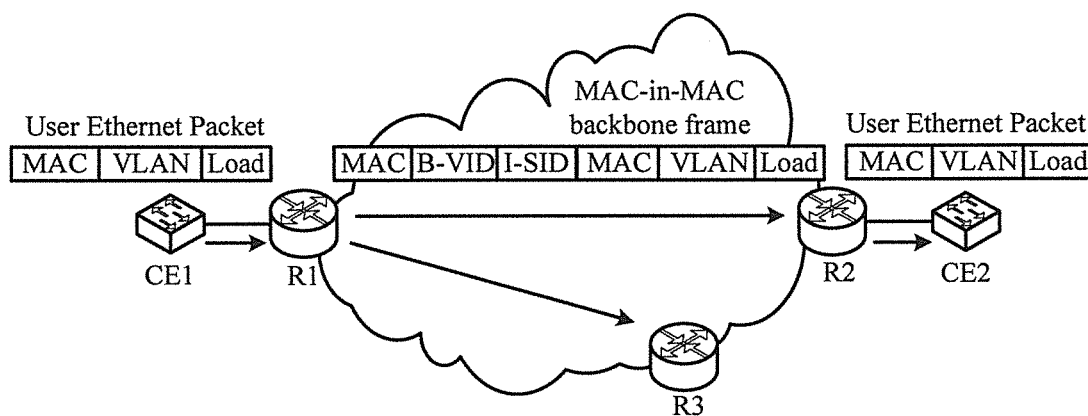 MAC-in-MAC
backbone frame
User Ethernet Packet
MAC VLAN Load
MAC B-VID I-SID MAC VLAN Load
User Ethernet Packet
MAC VLAN Load
CE1
R1
R2
CE2
R3